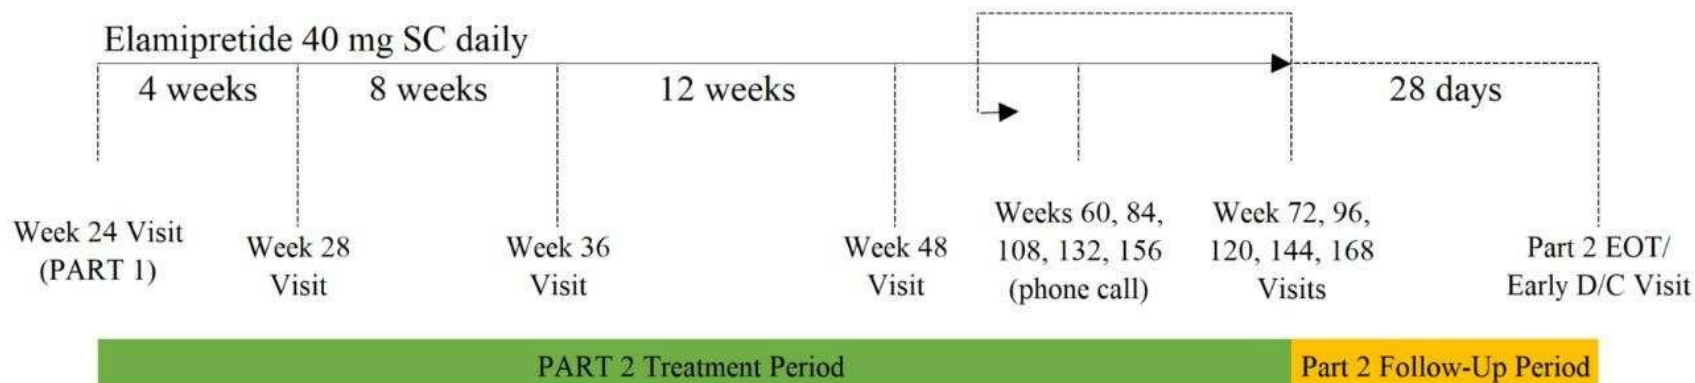 Elamipretide 40 mg SC daily
4 weeks
8 weeks
12 weeks
28 days
Week 24 Visit
(PART 1)
Week 28
Visit
Week 36
Visit
Week 48
Visit
Weeks 60, 84,
108, 132, 156
(phone call)
Week 72, 96,
120, 144, 168
Visits
Part 2 EOT/
Early D/C Visit
PART 2 Treatment Period
Part 2 Follow-Up Period